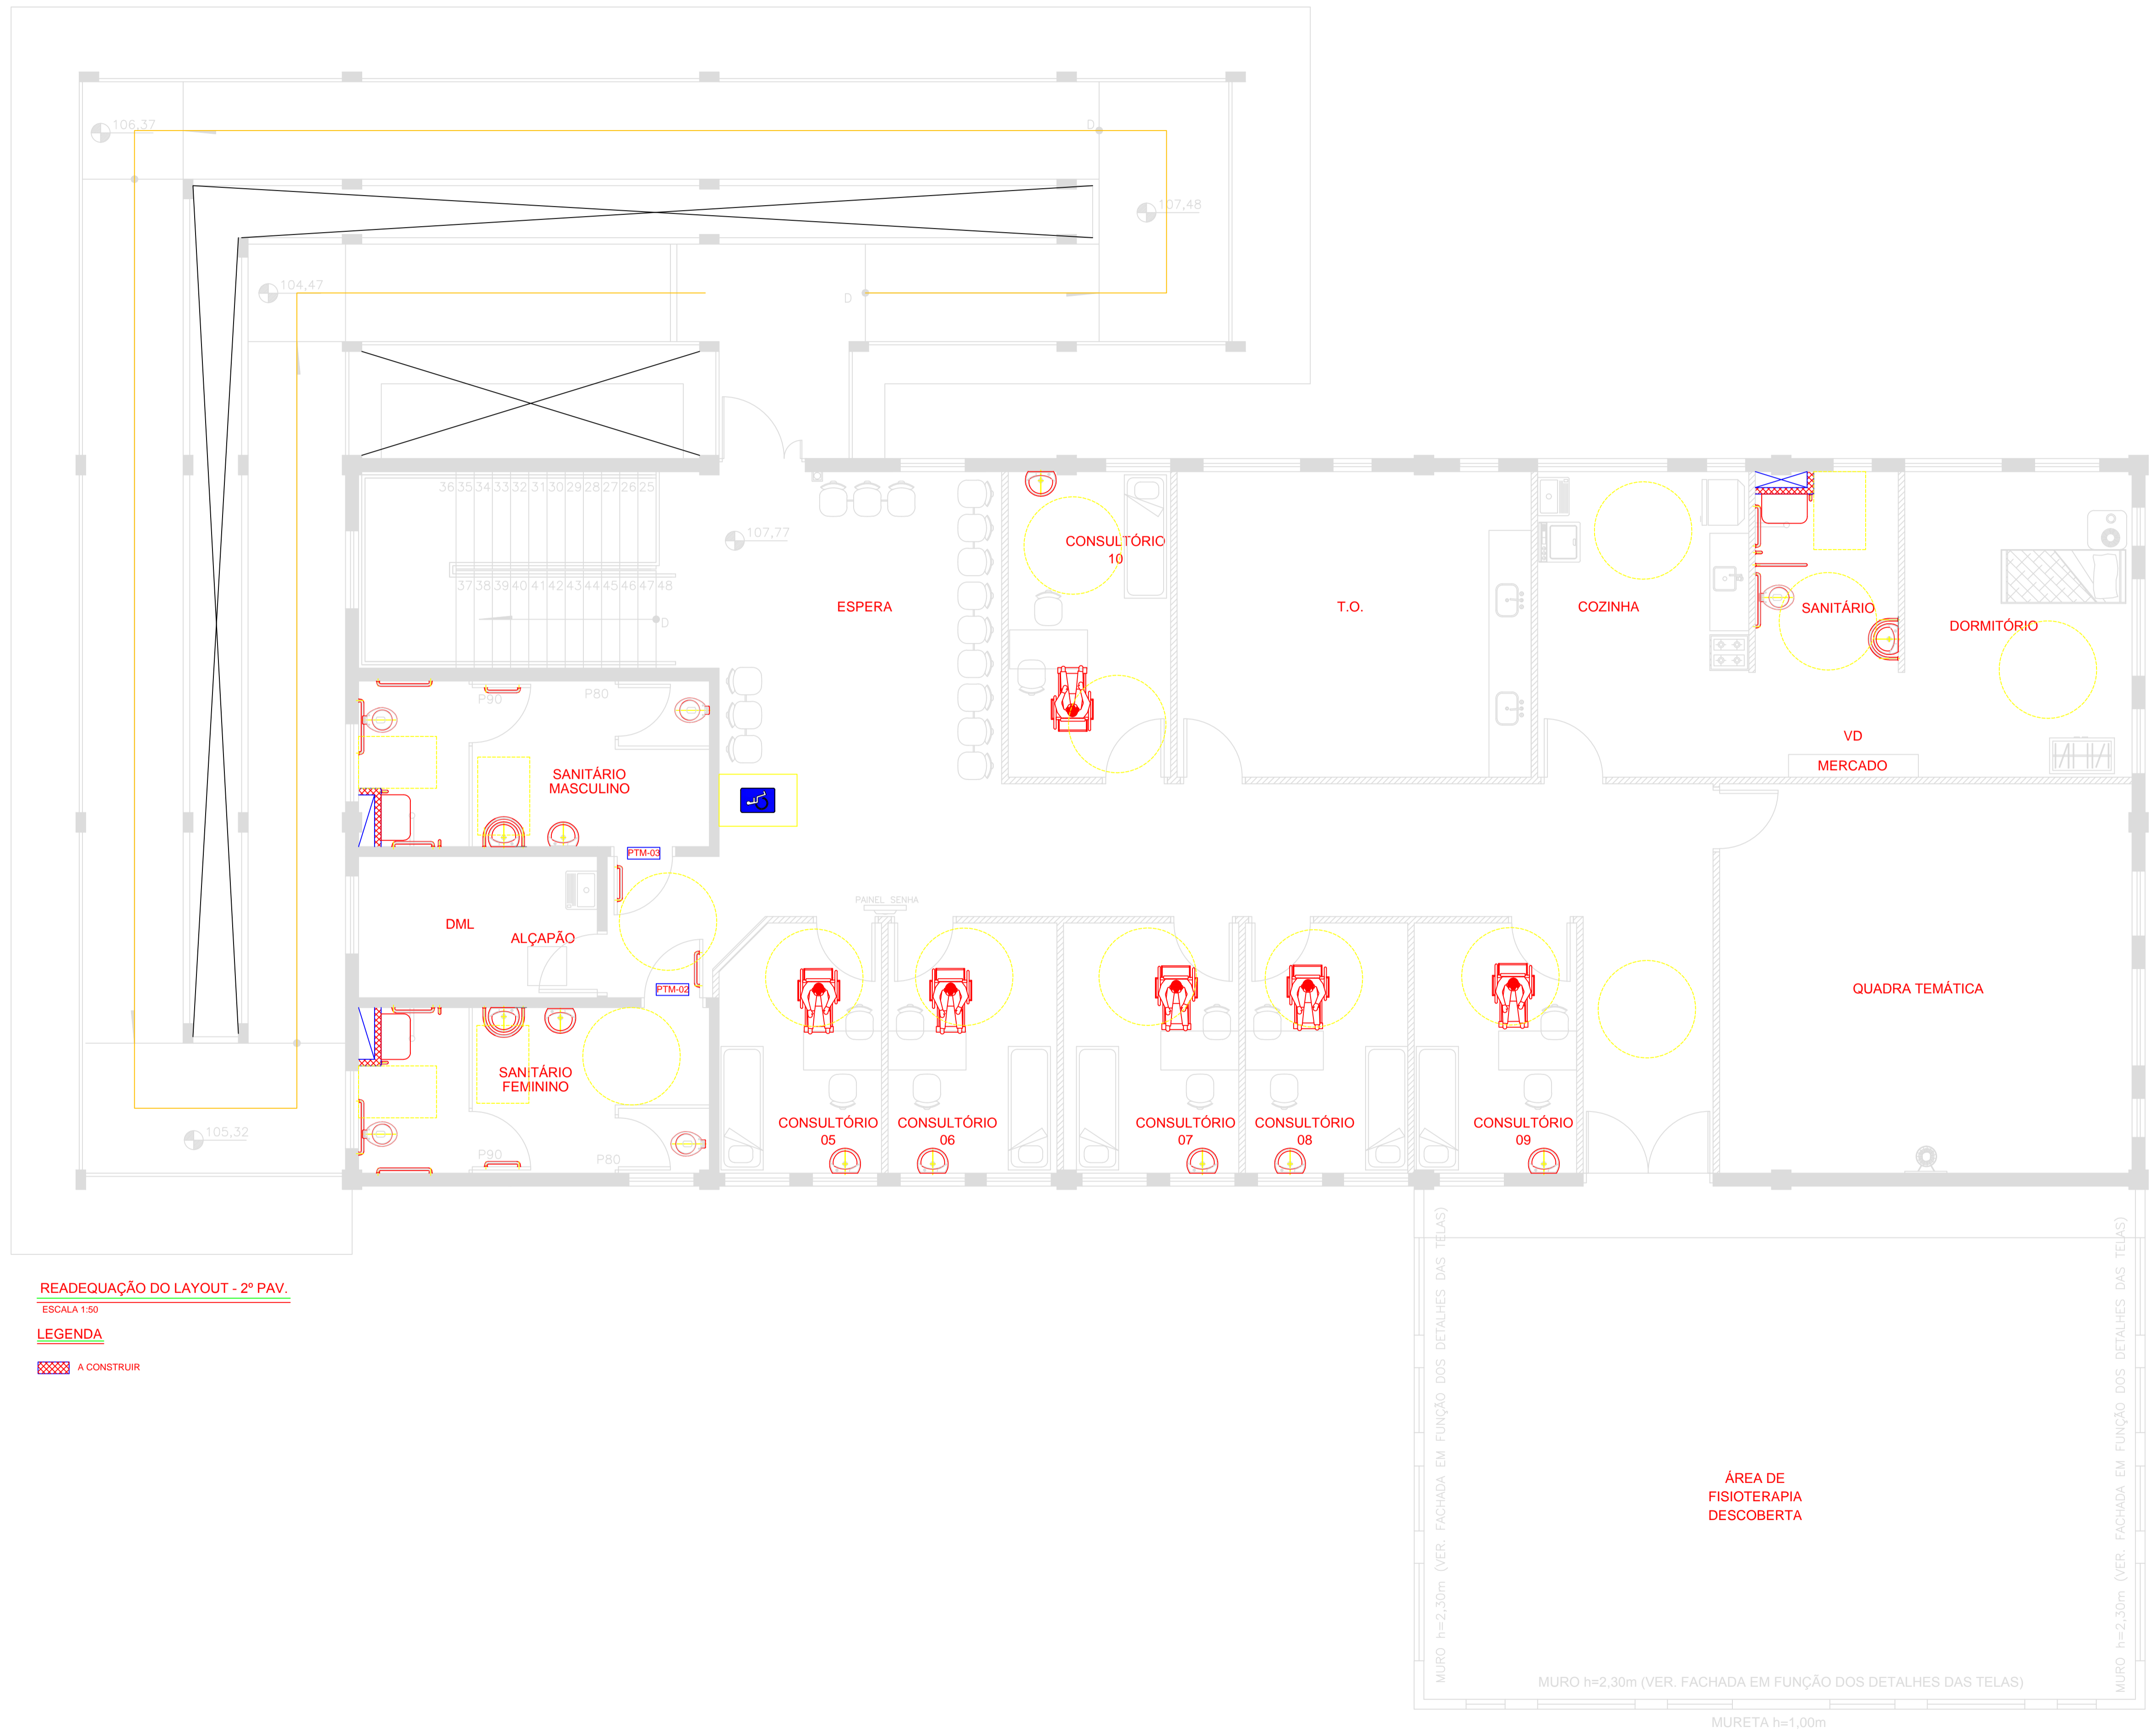 106,37
D
107,48
104,47
D
36 35 34 33 32 31 30 29 28 27 26 25
107,77
CONSULTÓRIO
10
37 38 39 40 41 42 43 44 45 46 47 48
D
ESPERA
T.O.
COZINHA
SANITÁRIO
DORMITÓRIO
P90
P80
VD
MERCADO
SANITÁRIO
MASCULINO
PTM-03
PAINEL SENHA
DML
ALÇAPÃO
PTM-02
QUADRA TEMÁTICA
SANITÁRIO
FEMININO
P90
P80
105,32
CONSULTÓRIO
05
CONSULTÓRIO
06
CONSULTÓRIO
07
CONSULTÓRIO
08
CONSULTÓRIO
09
READEQUAÇÃO DO LAYOUT - 2º PAV.
ESCALA 1:50
LEGENDA
A CONSTRUIR
MURO h=2,30m (VER. FACHADA EM FUNÇÃO DOS DETALHES DAS TELAS)
MURO h=2,30m (VER. FACHADA EM FUNÇÃO DOS DETALHES DAS TELAS)
ÁREA DE
FISIOTERAPIA
DESCOBERTA
MURO h=2,30m (VER. FACHADA EM FUNÇÃO DOS DETALHES DAS TELAS)
MURETA h=1,00m